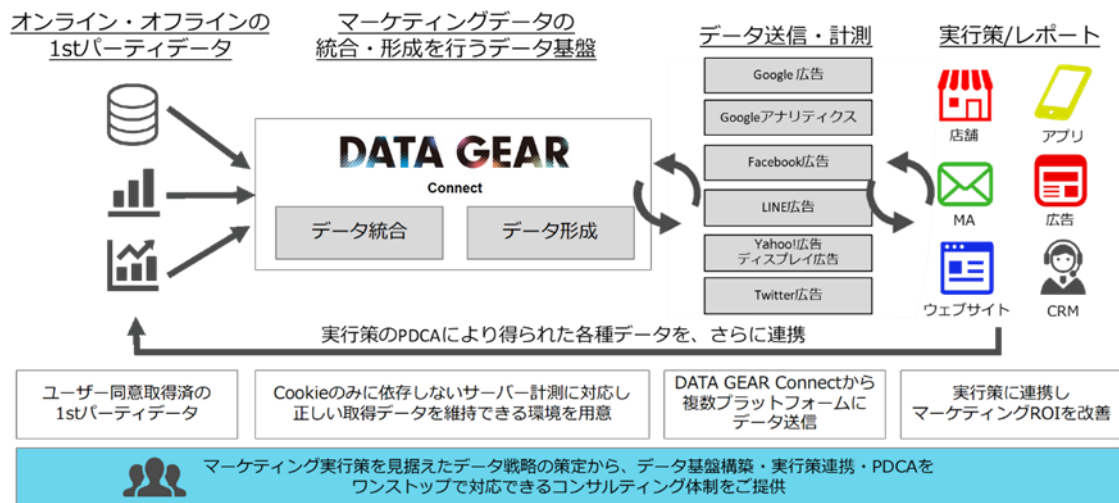 オンライン・オフラインの
1stパーティデータ
マーケティングデータの
統合・形成を行うデータ基盤
データ送信・計測
実行策/レポート
DATA GEAR
Connect
データ統合
データ形成
Google 広告
Googleアナリティクス
Facebook広告
LINE広告
Yahoo!広告
ディスプレイ広告
Twitter広告
店舗
アプリ
MA
広告
ウェブサイト
CRM
実行策のPDCAにより得られた各種データを、さらに連携
ユーザー同意取得済の
1stパーティデータ
Cookieのみに依存しないサーバー計測に対応し
正しい取得データを維持できる環境を用意
DATA GEAR Connectから
複数プラットフォームに
データ送信
実行策に連携し
マーケティングROIを改善
マーケティング実行策を見据えたデータ戦略の策定から、データ基盤構築・実行策連携・PDCAを
ワンストップで対応できるコンサルティング体制をご提供